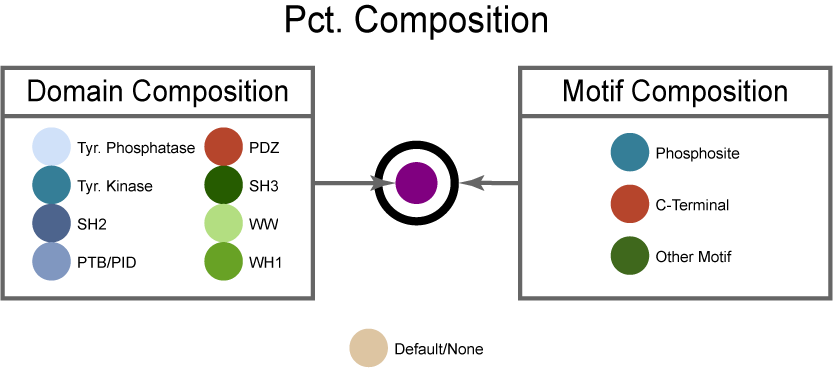 Pct. Composition
Domain Composition
Tyr. Phosphatase
Tyr. Kinase
SH2
PTB/PID
PDZ
SH3
WW
WH1
Motif Composition
Phosphosite
C-Terminal
Other Motif
Default/None